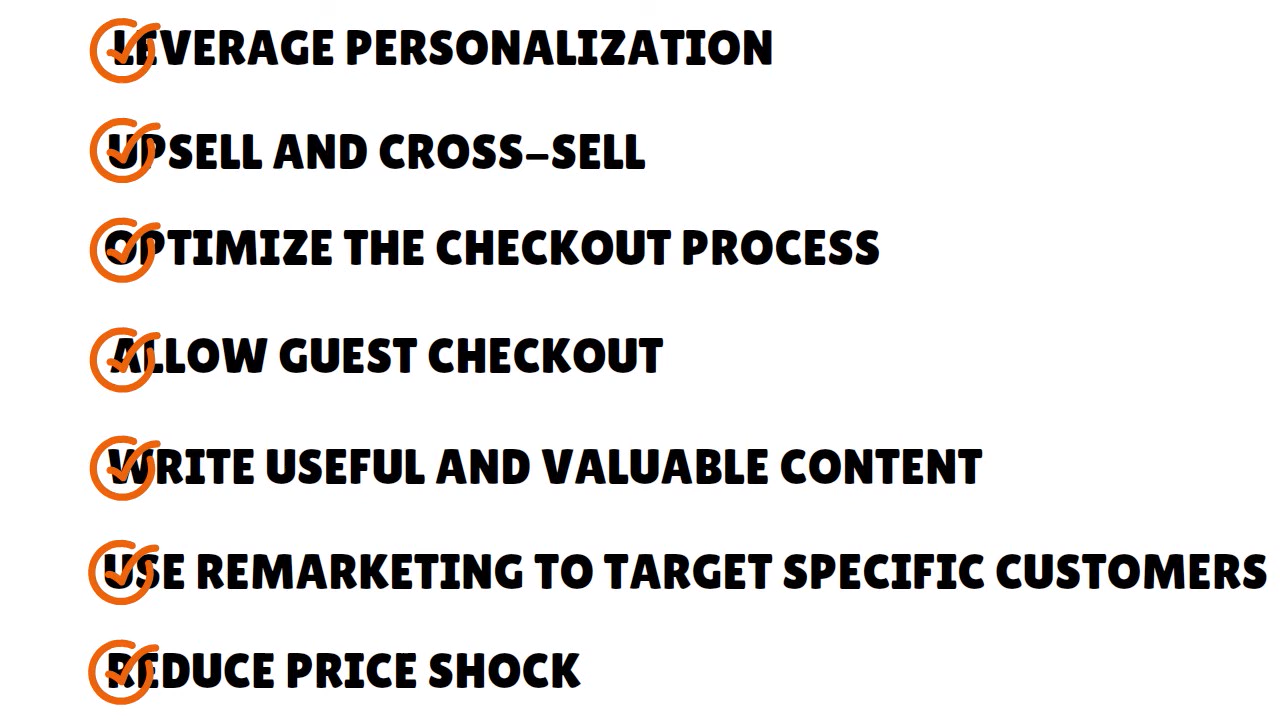 LEVERAGE PERSONALIZATION
UPSELL AND CROSS-SELL
OPTIMIZE THE CHECKOUT PROCESS
ALLOW GUEST CHECKOUT
WRITE USEFUL AND VALUABLE CONTENT
USE REMARKETING TO TARGET SPECIFIC CUSTOMERS
REDUCE PRICE SHOCK